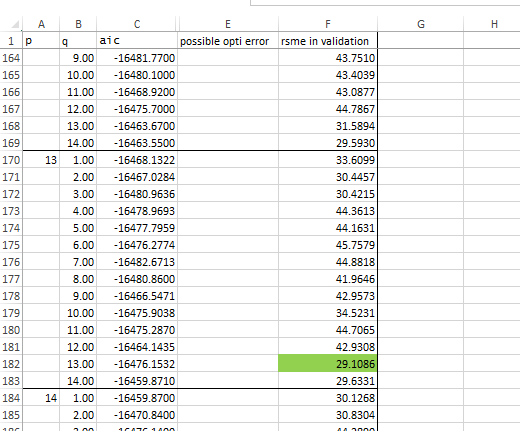 A B C D E F G H
1 p q aic possible opti error rsme in validation
164 9.00 -16481.7700 43.7510
165 10.00 -16480.1000 43.4039
166 11.00 -16468.9200 43.0877
167 12.00 -16475.7000 44.7867
168 13.00 -16463.6700 31.5894
169 14.00 -16463.5500 29.5930
170 13 1.00 -16468.1322 33.6099
171 2.00 -16467.0284 30.4457
172 3.00 -16480.9636 30.4215
173 4.00 -16478.9693 44.3613
174 5.00 -16477.7959 44.1631
175 6.00 -16476.2774 45.7579
176 7.00 -16482.6713 44.8818
177 8.00 -16480.8600 41.9646
178 9.00 -16466.5471 42.9573
179 10.00 -16475.9038 34.5231
180 11.00 -16475.2870 44.7065
181 12.00 -16464.1435 42.9308
182 13.00 -16476.1532 29.1086
183 14.00 -16459.8710 29.6331
184 14 1.00 -16459.8700 30.1268
185 2.00 -16470.8400 30.8304